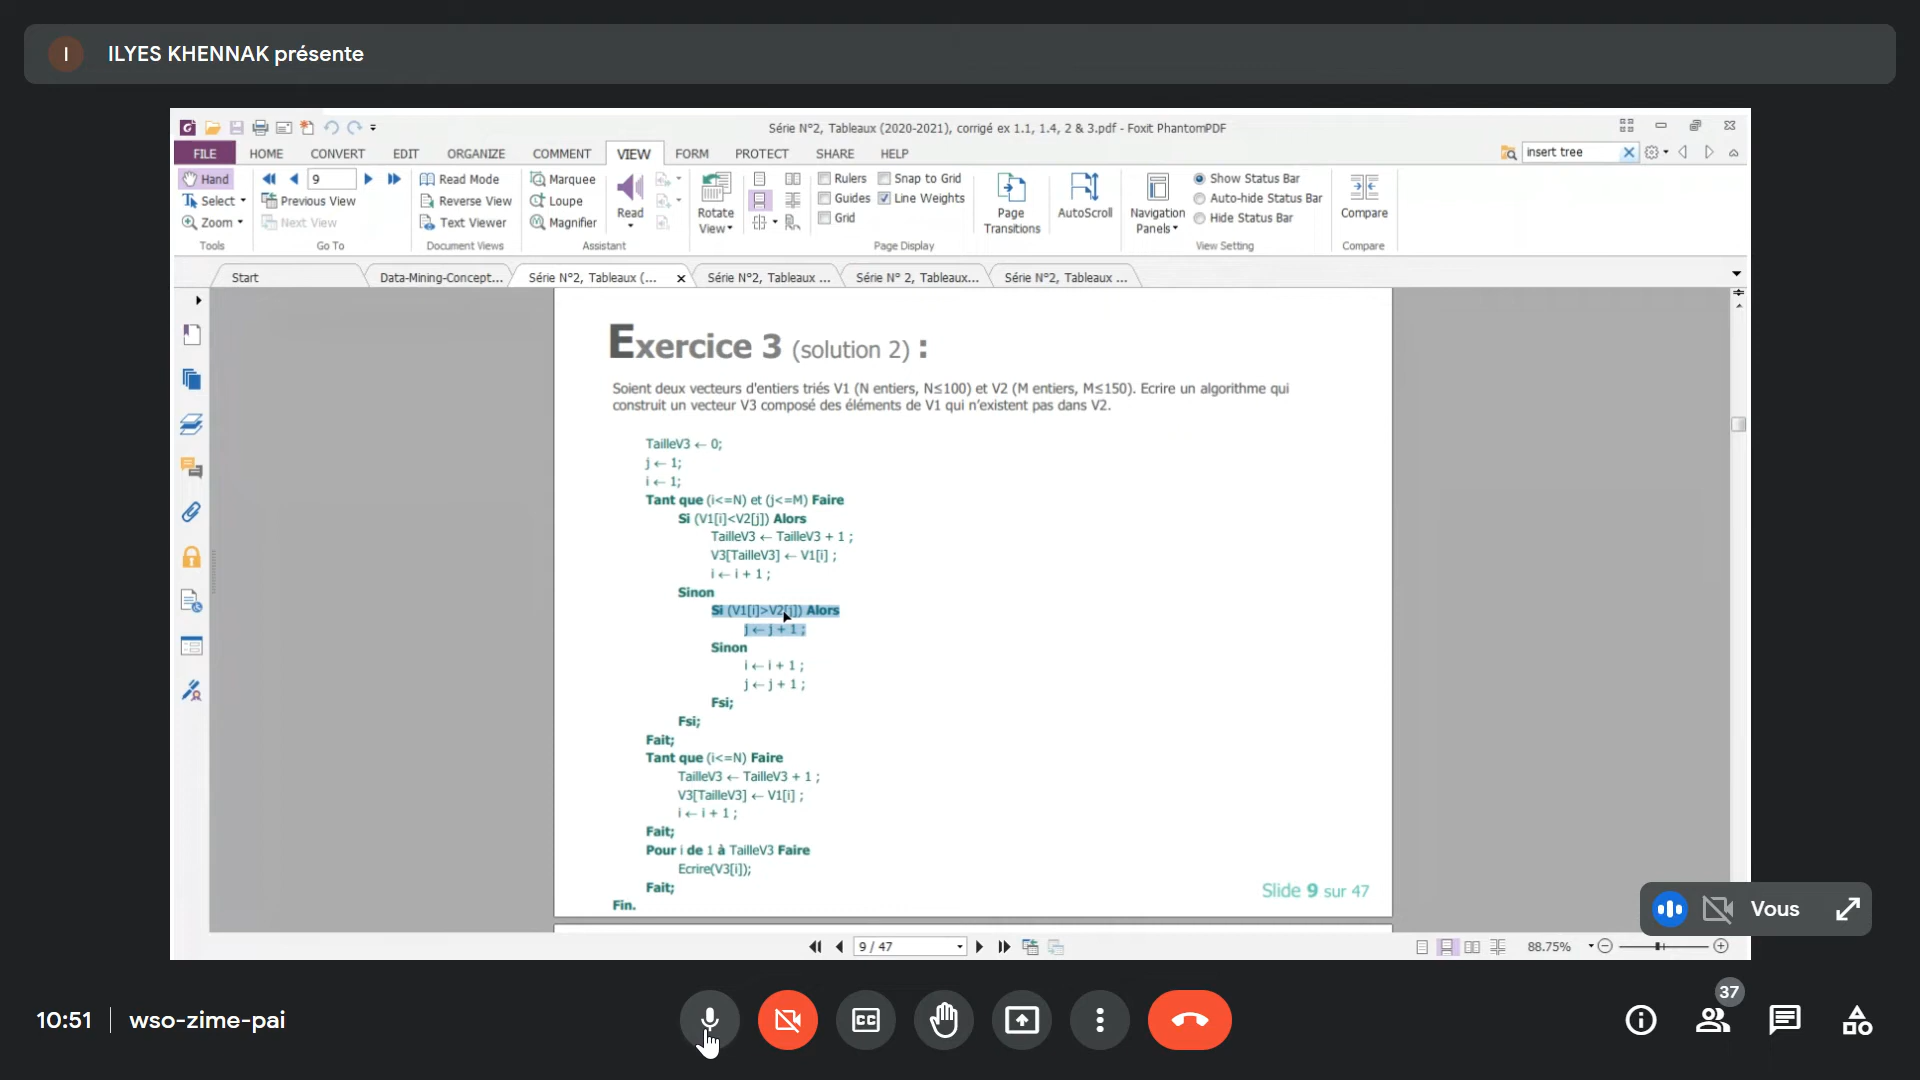 I
ILYES KHENNAK présente
Série N°2, Tableaux (2020-2021), corrigé ex 1.1, 1.4, 2 & 3.pdf - Foxit PhantomPDF
FILE HOME CONVERT EDIT ORGANIZE COMMENT VIEW FORM PROTECT SHARE HELP
insert tree
Hand 9 Read Mode Marquee Rulers Snap to Grid Show Status Bar
Select Previous View Reverse View Loupe Guides Line Weights Auto-hide Status Bar
Zoom Next View Text Viewer Magnifier Grid Hide Status Bar
Read
Rotate View
Page Transitions
AutoScroll
Navigation Panels
Compare
Tools Go To Document Views Assistant Page Display View Setting Compare
Start Data-Mining-Concept... Série N°2, Tableaux (... Série N°2, Tableaux ... Série N° 2, Tableaux... Série N°2, Tableaux ...
Exercice 3 (solution 2) :
Soient deux vecteurs d'entiers triés V1 (N entiers, N≤100) et V2 (M entiers, M≤150). Ecrire un algorithme qui
construit un vecteur V3 composé des éléments de V1 qui n'existent pas dans V2.
TailleV3 ← 0;
j ← 1;
i ← 1;
Tant que (i<=N) et (j<=M) Faire
Si (V1[i]<V2[j]) Alors
TailleV3 ← TailleV3 + 1 ;
V3[TailleV3] ← V1[i] ;
i ← i + 1 ;
Sinon
Si (V1[i]>V2[j]) Alors
j ← j + 1 ;
Sinon
i ← i + 1 ;
j ← j + 1 ;
Fsi;
Fsi;
Fait;
Tant que (i<=N) Faire
TailleV3 ← TailleV3 + 1 ;
V3[TailleV3] ← V1[i] ;
i ← i + 1 ;
Fait;
Pour i de 1 à TailleV3 Faire
Ecrire(V3[i]);
Fait;
Fin.
Slide 9 sur 47
Vous
9 / 47
88.75%
37
10:51 wso-zime-pai
CC